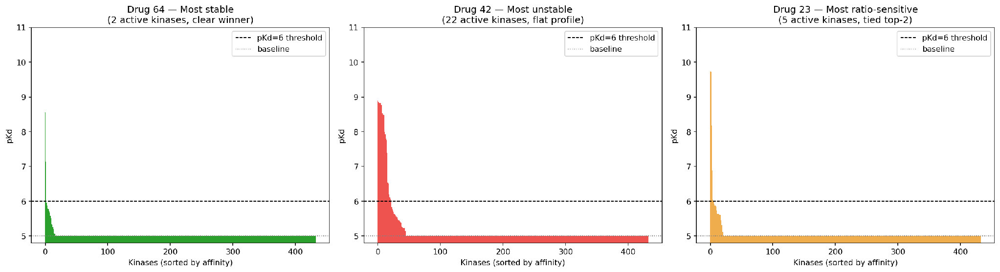 Drug 64 — Most stable
(2 active kinases, clear winner)
11
10
9
8
7
6
5
pKd
pKd=6 threshold
baseline
0
100
200
300
400
Kinases (sorted by affinity)
Drug 42 — Most unstable
(22 active kinases, flat profile)
11
10
9
8
7
6
5
pKd
pKd=6 threshold
baseline
0
100
200
300
400
Kinases (sorted by affinity)
Drug 23 — Most ratio-sensitive
(5 active kinases, tied top-2)
11
10
9
8
7
6
5
pKd
pKd=6 threshold
baseline
0
100
200
300
400
Kinases (sorted by affinity)